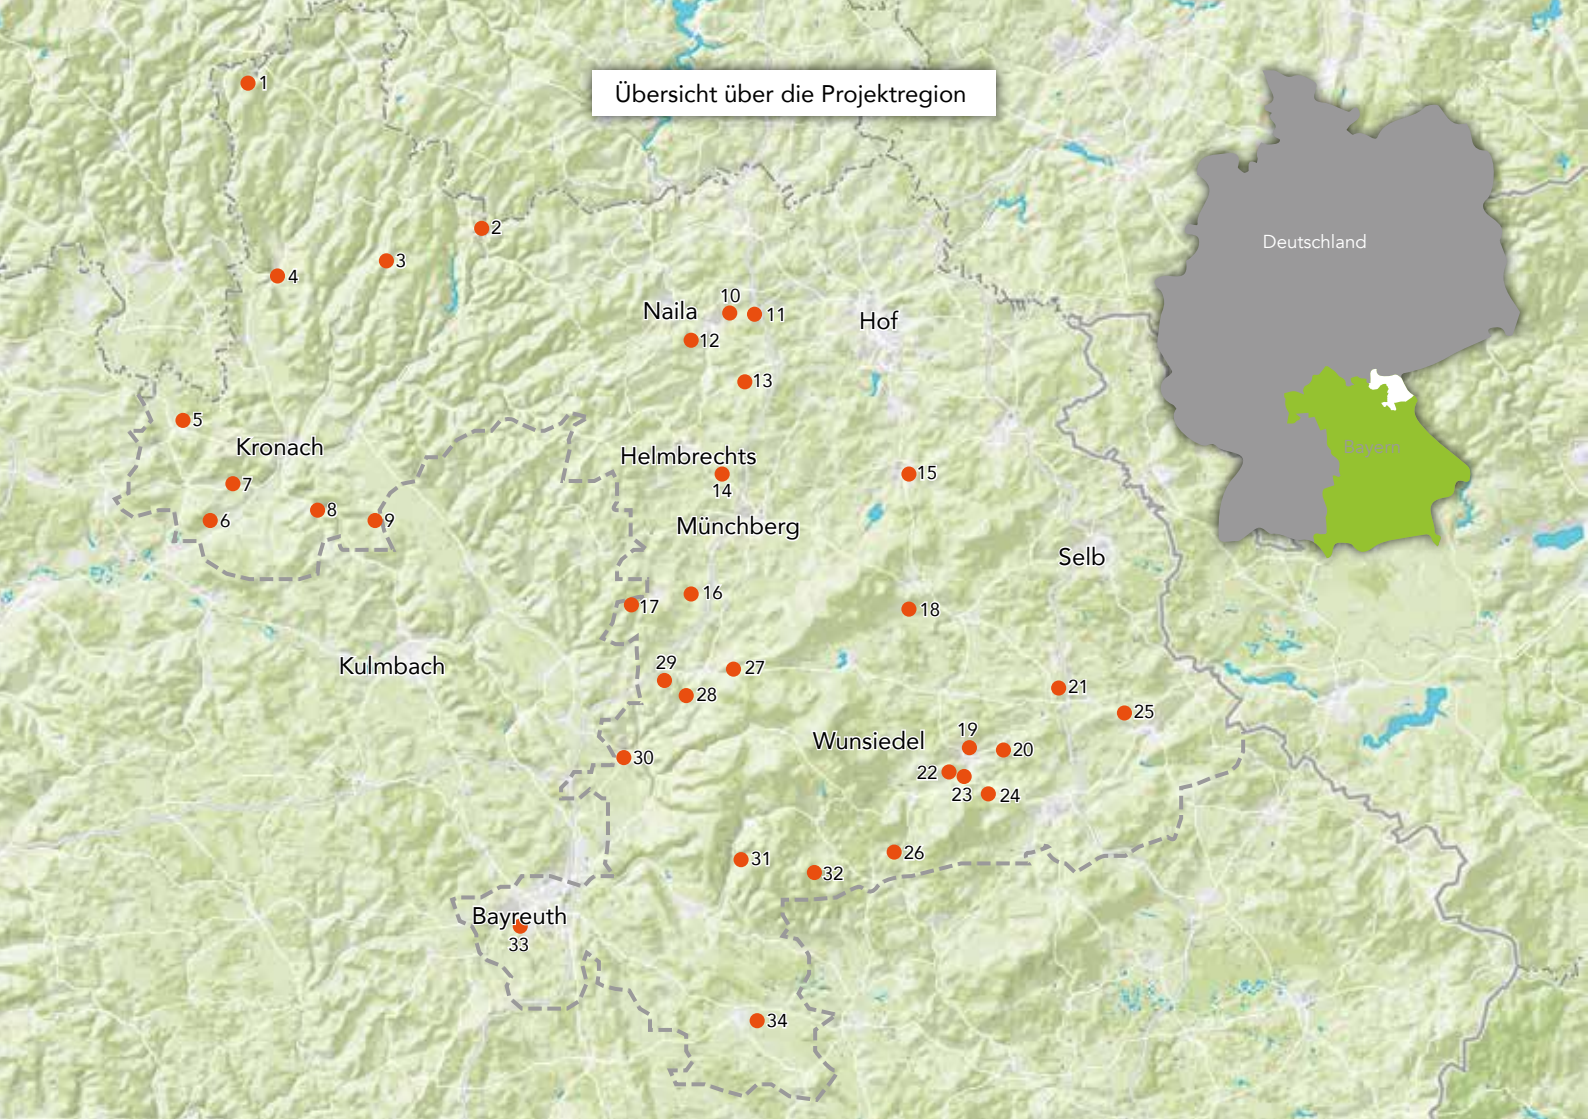 Übersicht über die Projektregion
1
2
3
4
Deutschland
10
Naila
11
Hof
12
13
5
Kronach
Bayern
Helmbrechts
7
14
15
8
6
9
Münchberg
Selb
16
17
18
Kulmbach
29
27
28
21
25
19
Wunsiedel
20
30
22
23
24
26
31
32
Bayreuth
33
34